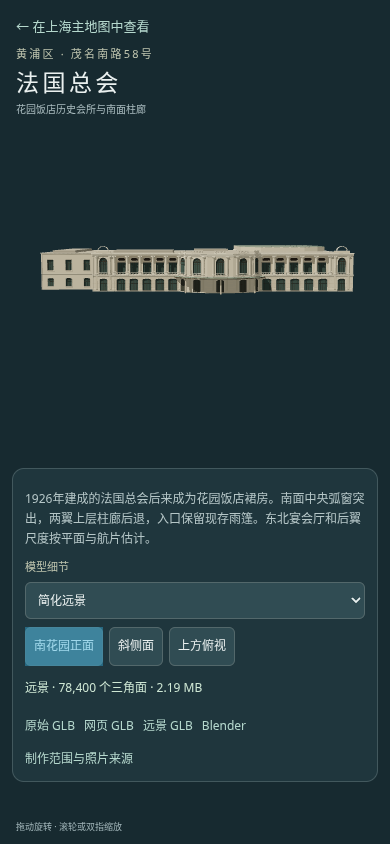 ← 在上海主地图中查看
黄浦区 · 茂名南路58号
法国总会
花园饭店历史会所与南面柱廊
1926年建成的法国总会后来成为花园饭店裙房。南面中央弧窗突
出，两翼上层柱廊后退，入口保留现存雨篷。东北宴会厅和后翼
尺度按平面与航片估计。
模型细节
简化远景
南花园正面 斜侧面 上方俯视
远景 · 78,400 个三角面 · 2.19 MB
原始 GLB 网页 GLB 远景 GLB Blender
制作范围与照片来源
拖动旋转 · 滚轮或双指缩放